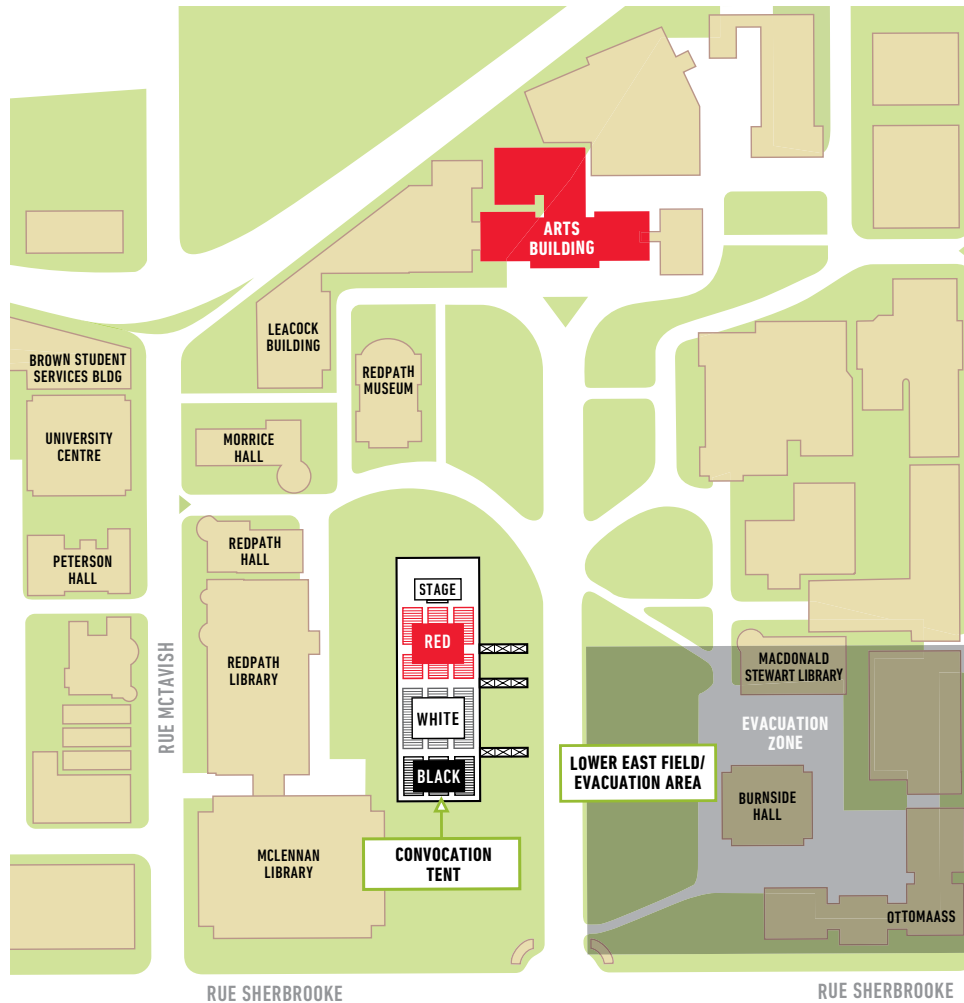 ARTS
BUILDING
LEACOCK
BUILDING
BROWN STUDENT
SERVICES BLDG
REDPATH
MUSEUM
UNIVERSITY
CENTRE
MORRICE
HALL
REDPATH
HALL
PETERSON
HALL
STAGE
RED
RUE MCTAVISH
REDPATH
LIBRARY
MACDONALD
STEWART LIBRARY
WHITE
EVACUATION
ZONE
LOWER EAST FIELD/
EVACUATION AREA
BLACK
BURNSIDE
HALL
CONVOCATION
TENT
MCLENNAN
LIBRARY
OTTOMAASS
RUE SHERBROOKE
RUE SHERBROOKE